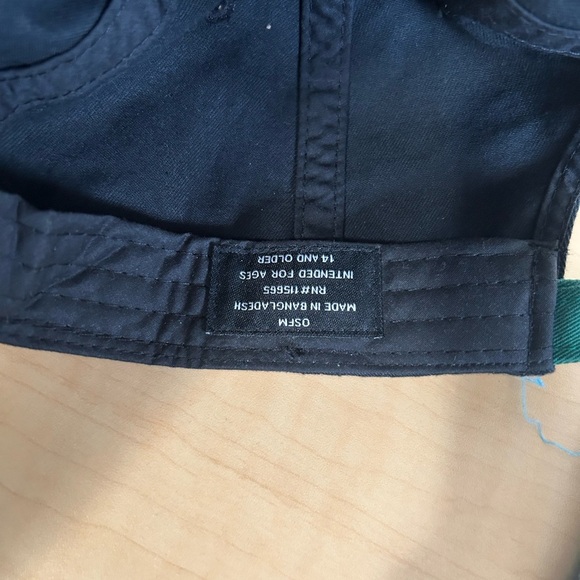 OSFM
MADE IN BANGLADESH
RN# 115665
INTENDED FOR AGES
14 AND OLDER